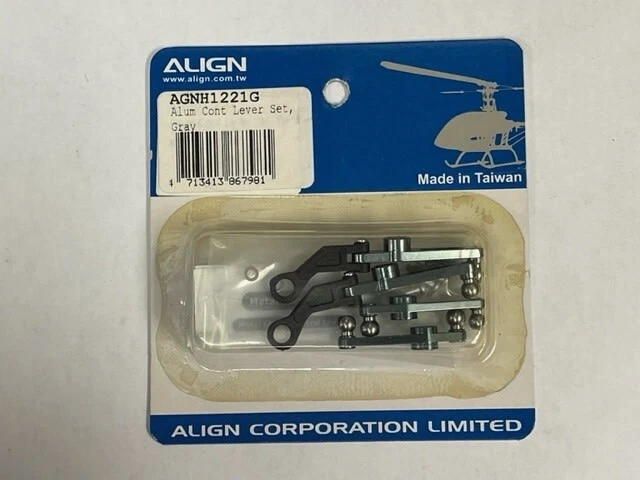 ALIGN
www.align.com.tw
AGNH1221G
Alum Cont Lever Set,
Gray
4 713413 867981
Made in Taiwan
Metal
ALIGN CORPORATION LIMITED